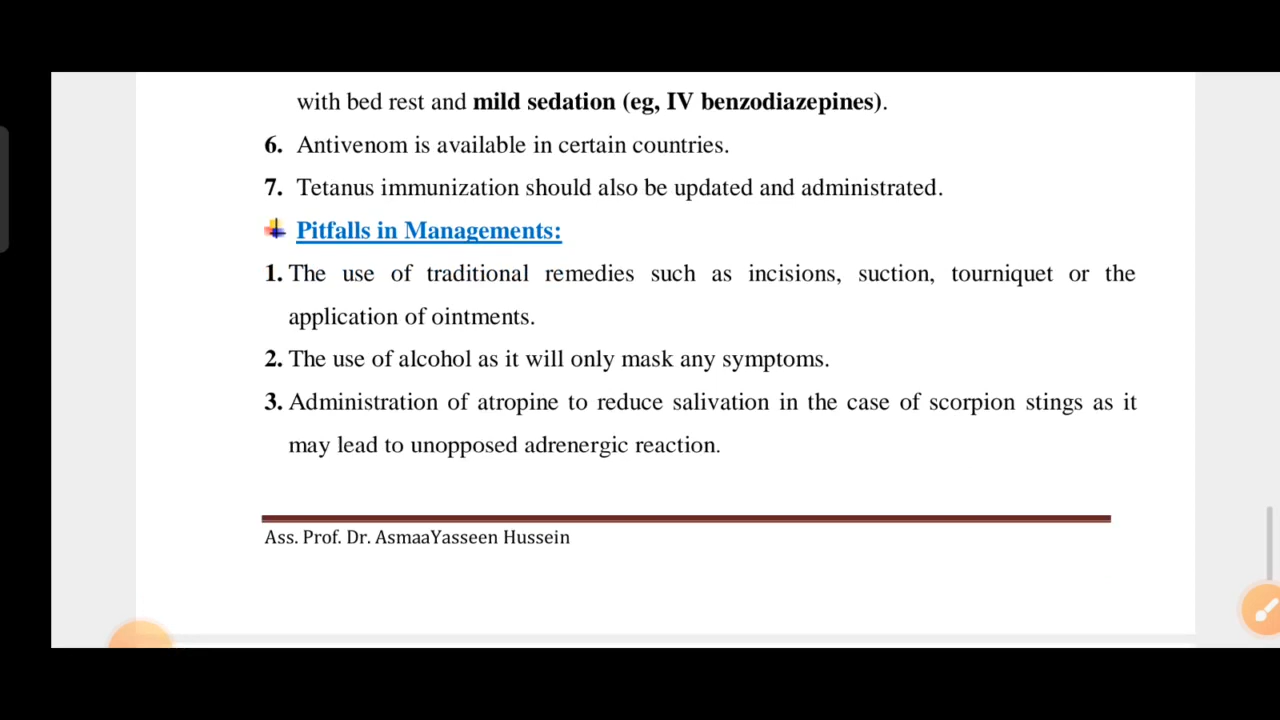 with bed rest and mild sedation (eg, IV benzodiazepines).
6. Antivenom is available in certain countries.
7. Tetanus immunization should also be updated and administrated.
Pitfalls in Managements:
1. The use of traditional remedies such as incisions, suction, tourniquet or the
application of ointments.
2. The use of alcohol as it will only mask any symptoms.
3. Administration of atropine to reduce salivation in the case of scorpion stings as it
may lead to unopposed adrenergic reaction.
Ass. Prof. Dr. AsmaaYasseen Hussein